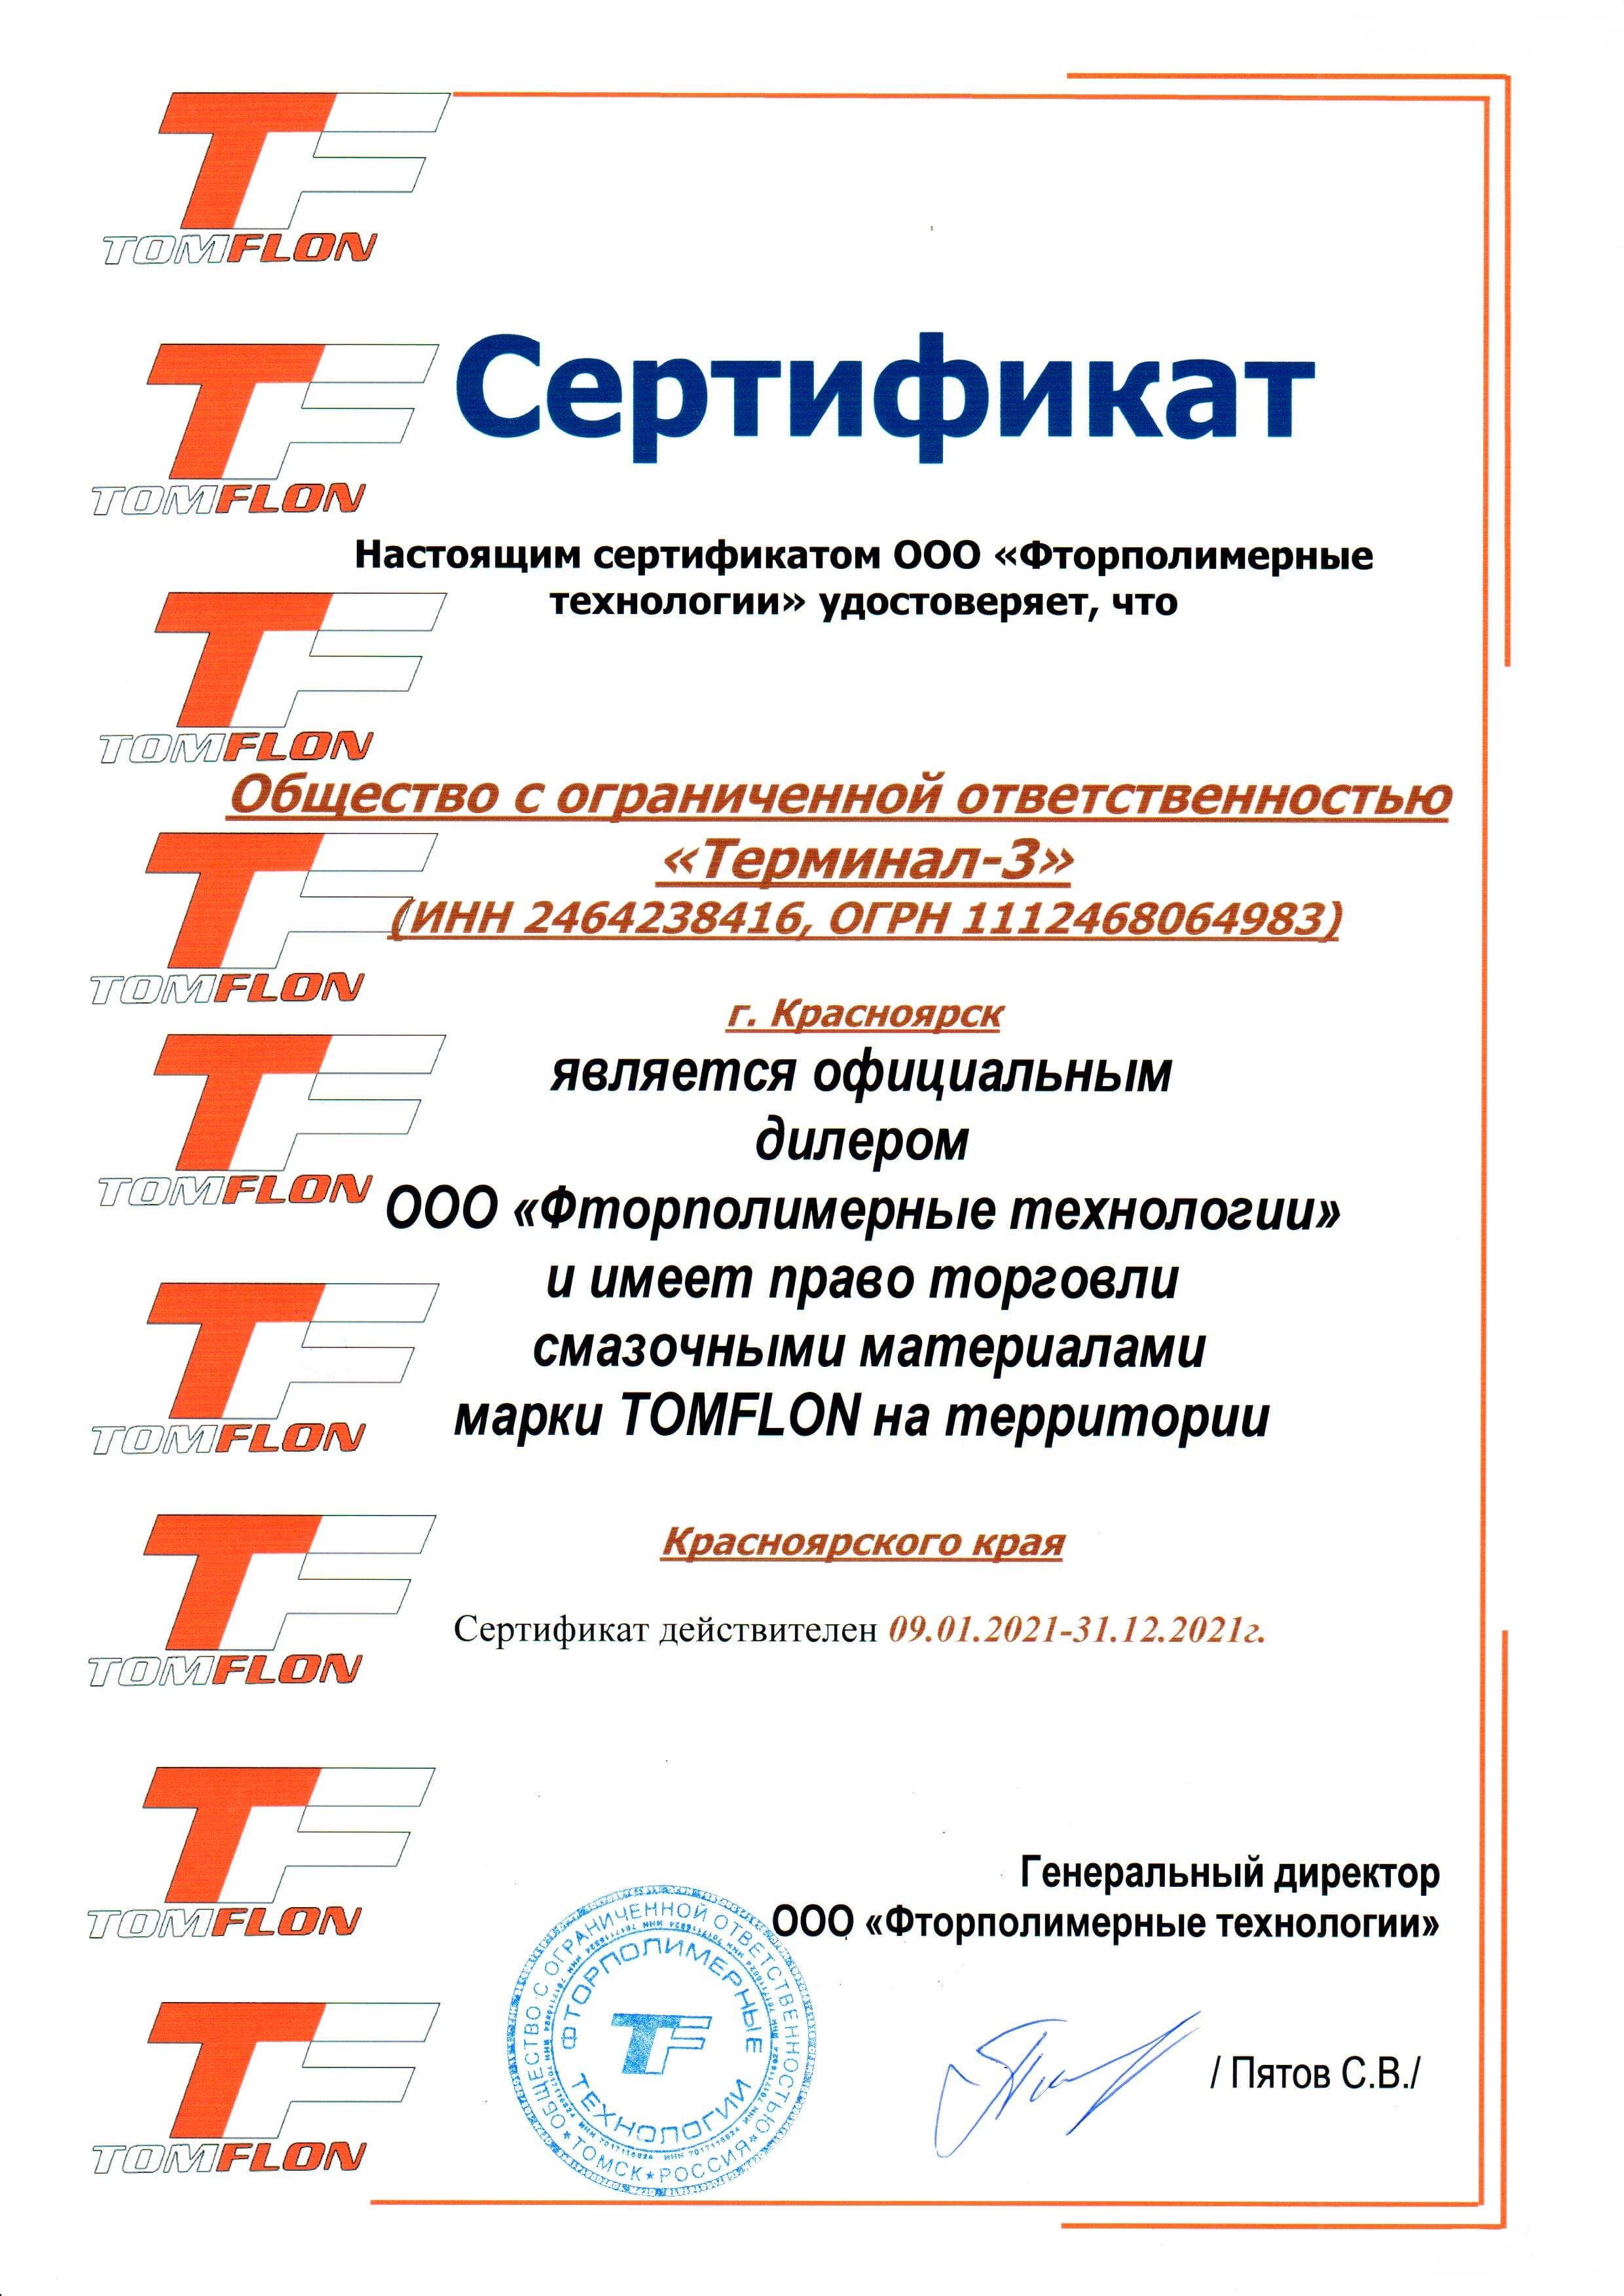 TOMFLON
Сертификат
TOMFLON
Настоящим сертификатом ООО «Фторполимерные
технологии» удостоверяет, что
TOMFLON
Общество с ограниченной ответственностью
«Терминал-3»
(ИНН 2464238416, ОГРН 1112468064983)
TOMFLON
г. Красноярск
является официальным
дилером
TOMFLON
ООО «Фторполимерные технологии»
и имеет право торговли
смазочными материалами
марки TOMFLON на территории
TOMFLON
Красноярского края
Сертификат действителен 09.01.2021-31.12.2021г.
TOMFLON
Генеральный директор
ООО «Фторполимерные технологии»
TOMFLON
ОБЩЕСТВО С ОГРАНИЧЕННОЙ ОТВЕТСТВЕННОСТЬЮ
ФТОРПОЛИМЕРНЫЕ
TF
ТЕХНОЛОГИИ
ТОМСК★РОССИЯ
/ Пятов С.В./
TOMFLON